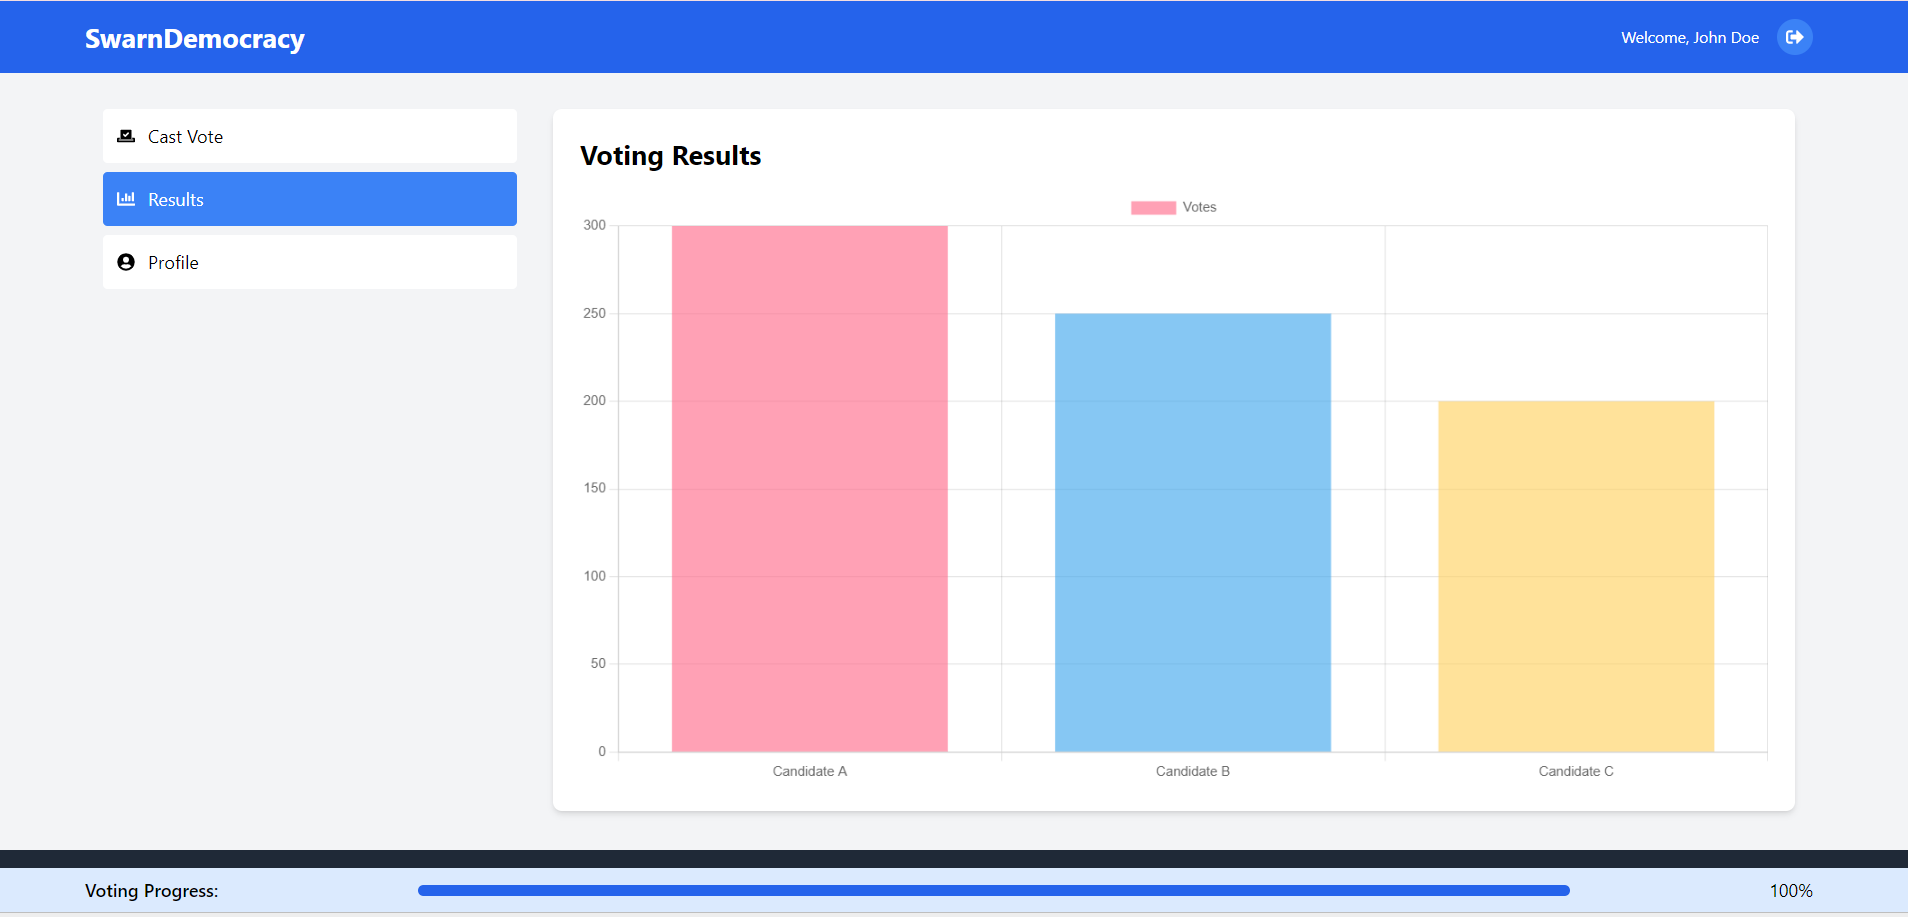 SwarnDemocracy
Welcome, John Doe
Cast Vote
Results
Profile
Voting Results
Votes
300
250
200
150
100
50
0
Candidate A
Candidate B
Candidate C
Voting Progress:
100%